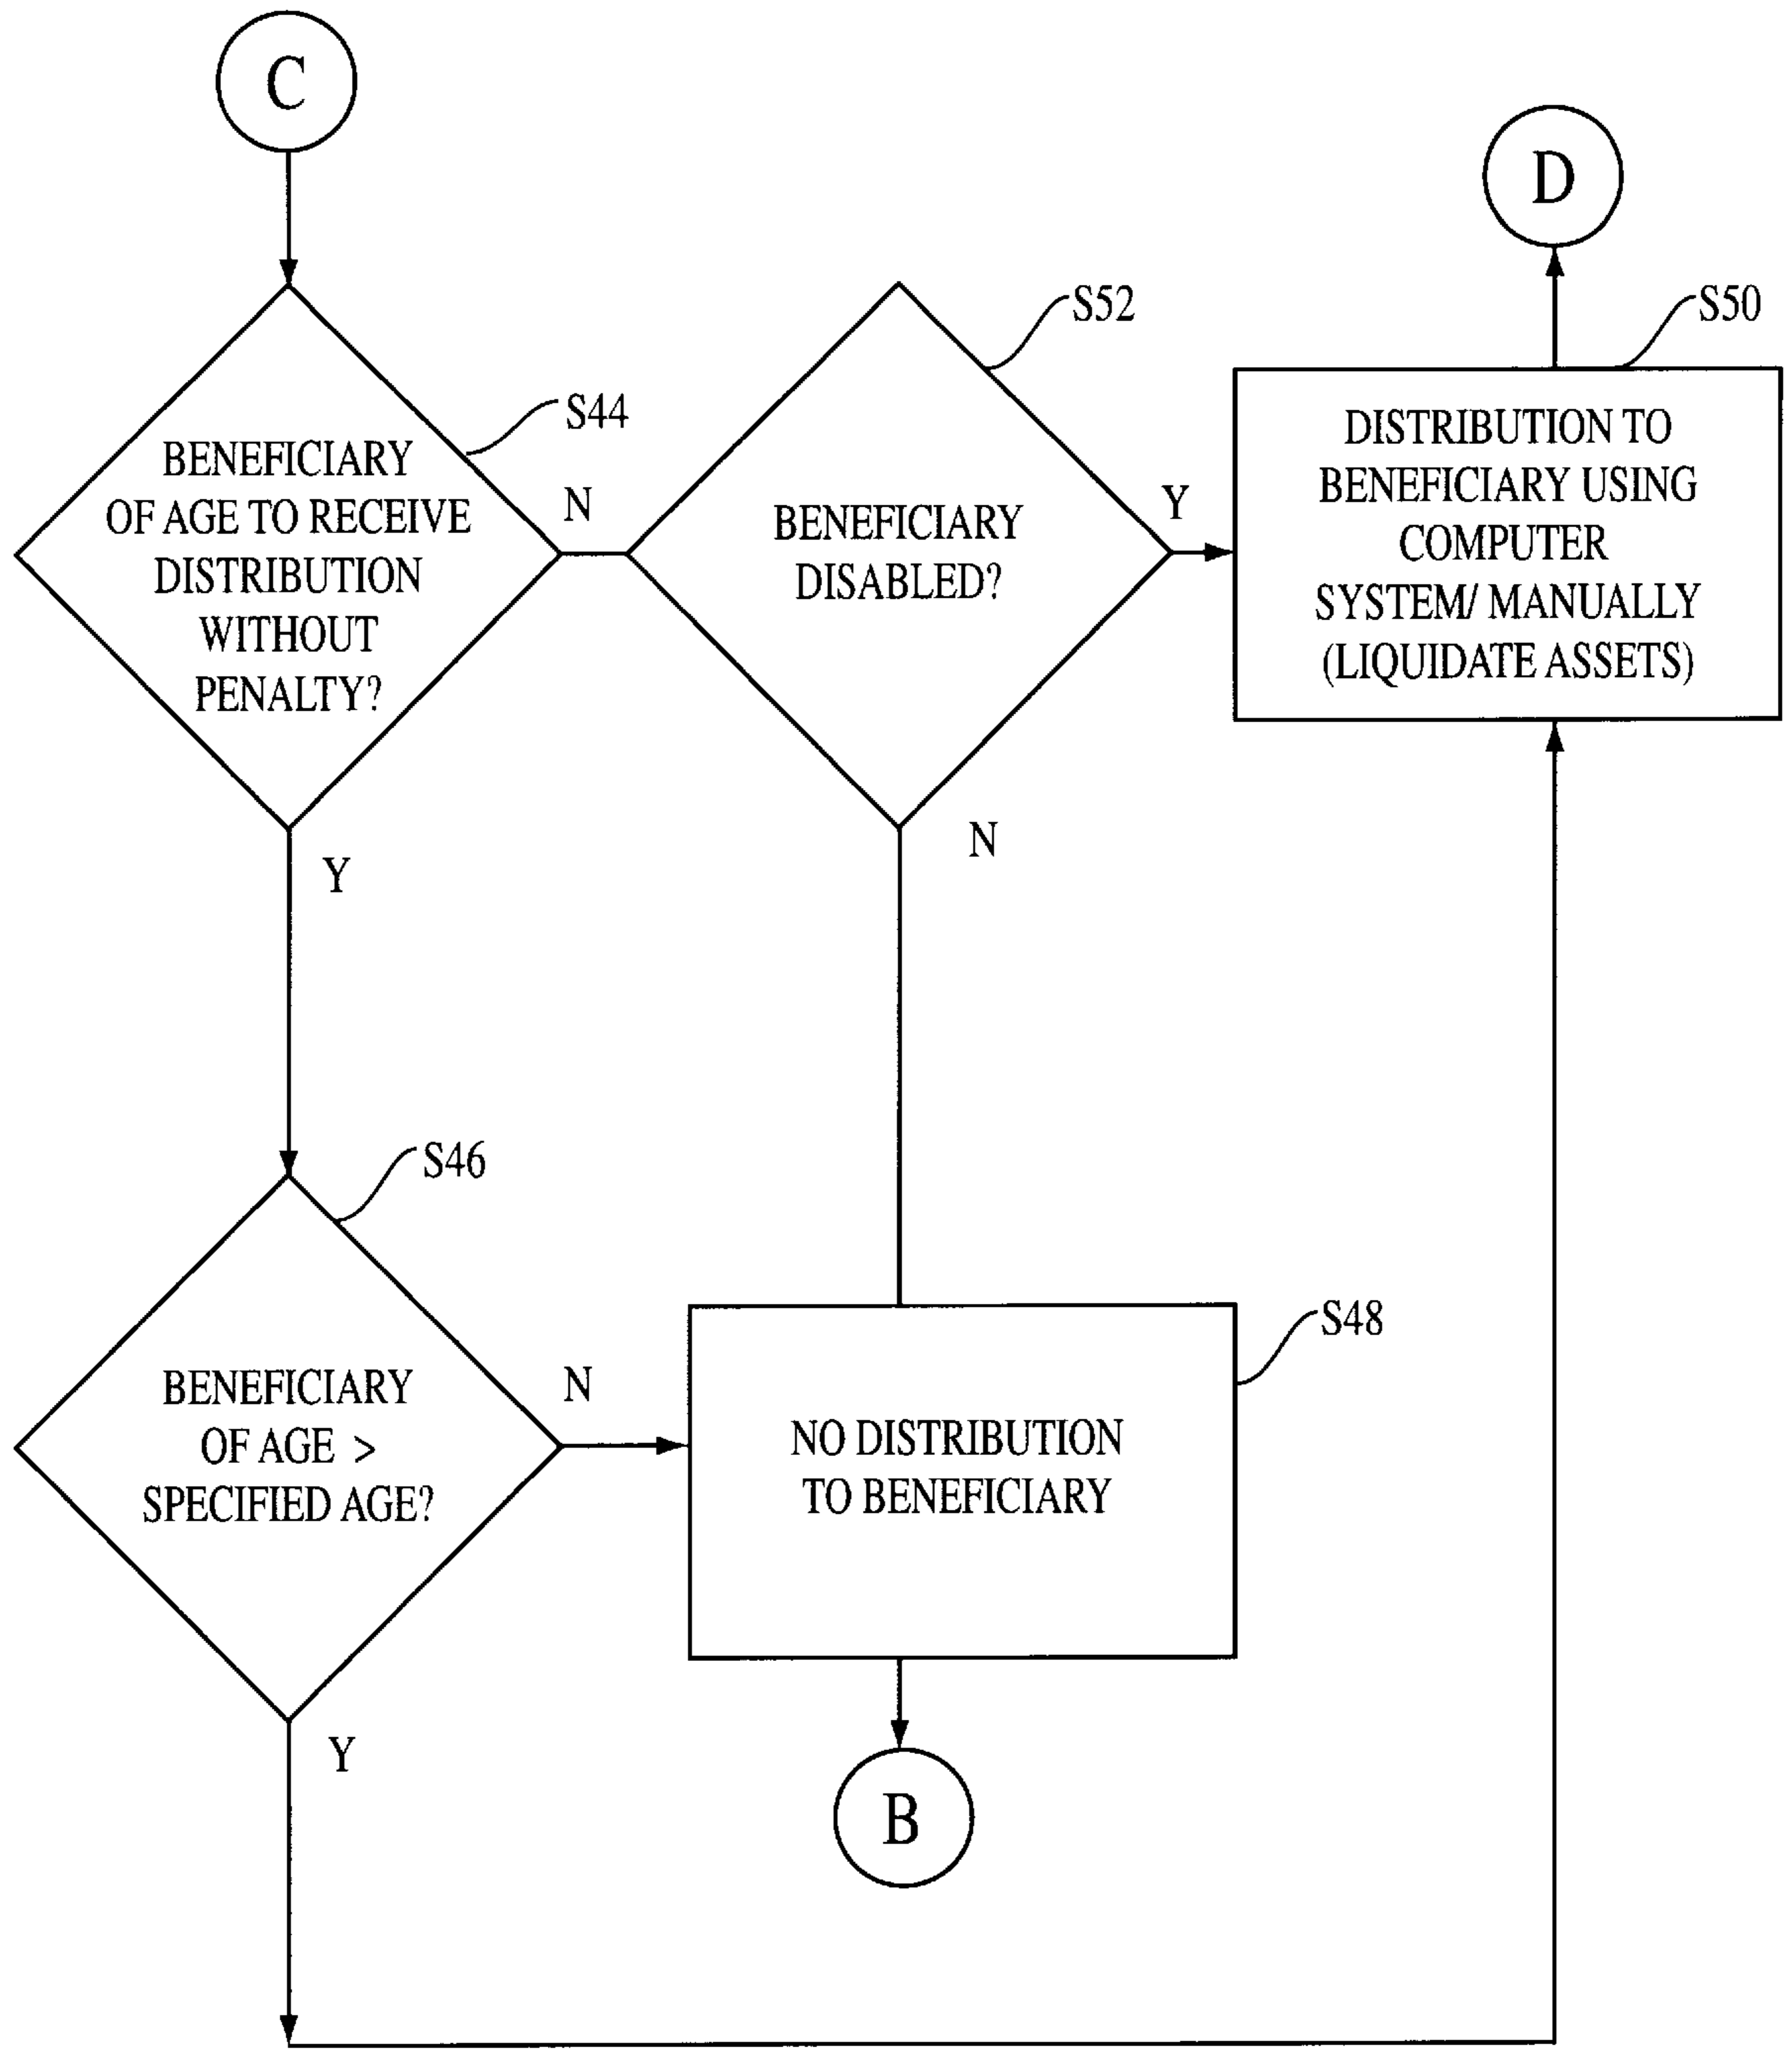 C
D
S52
S50
S44
BENEFICIARY
OF AGE TO RECEIVE
DISTRIBUTION
WITHOUT
PENALTY?
N
Y
BENEFICIARY
DISABLED?
Y
N
DISTRIBUTION TO
BENEFICIARY USING
COMPUTER
SYSTEM/ MANUALLY
(LIQUIDATE ASSETS)
S46
BENEFICIARY
OF AGE >
SPECIFIED AGE?
N
Y
S48
NO DISTRIBUTION
TO BENEFICIARY
B